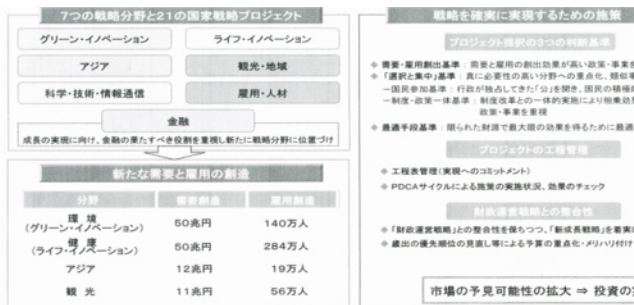 7つの戦略分野と21の国家戦略プロジェクト
グリーン・イノベーション
ライフ・イノベーション
アジア
観光・地域
科学・技術・情報通信
雇用・人材
金融
成長の実現に向け、金融の果たすべき役割を重視し新たに戦略分野に位置づけ
新たな需要と雇用の創造
分野 需要創造 雇用創造
環境
(グリーン・イノベーション) 50兆円 140万人
健康
(ライフ・イノベーション) 50兆円 284万人
アジア 12兆円 19万人
観光 11兆円 56万人
戦略を確実に実現するための施策
プロジェクト選択の3つの判断基準
需要・雇用創出基準:需要と雇用の創出効果が高い政策・事業を
「選択と集中」基準:真に必要性の高い分野への重点化、類似事
－国民参加基準:行政が独占してきた「公」を開き、国民の積極的
－制度・政策一体基準:制度改革との一体的実施により相乗効果
政策・事業を重視
最適手段基準:限られた財源で最大限の効果を得るために最適
プロジェクトの工程管理
工程表管理(実現へのコミットメント)
PDCAサイクルによる施策の実施状況、効果のチェック
財政運営戦略との整合性
「財政運営戦略」との整合性を保ちつつ、「新成長戦略」を着実に
歳出の優先順位の見直し等による予算の重点化・メリハリ付け
市場の予見可能性の拡大 ⇒ 投資の